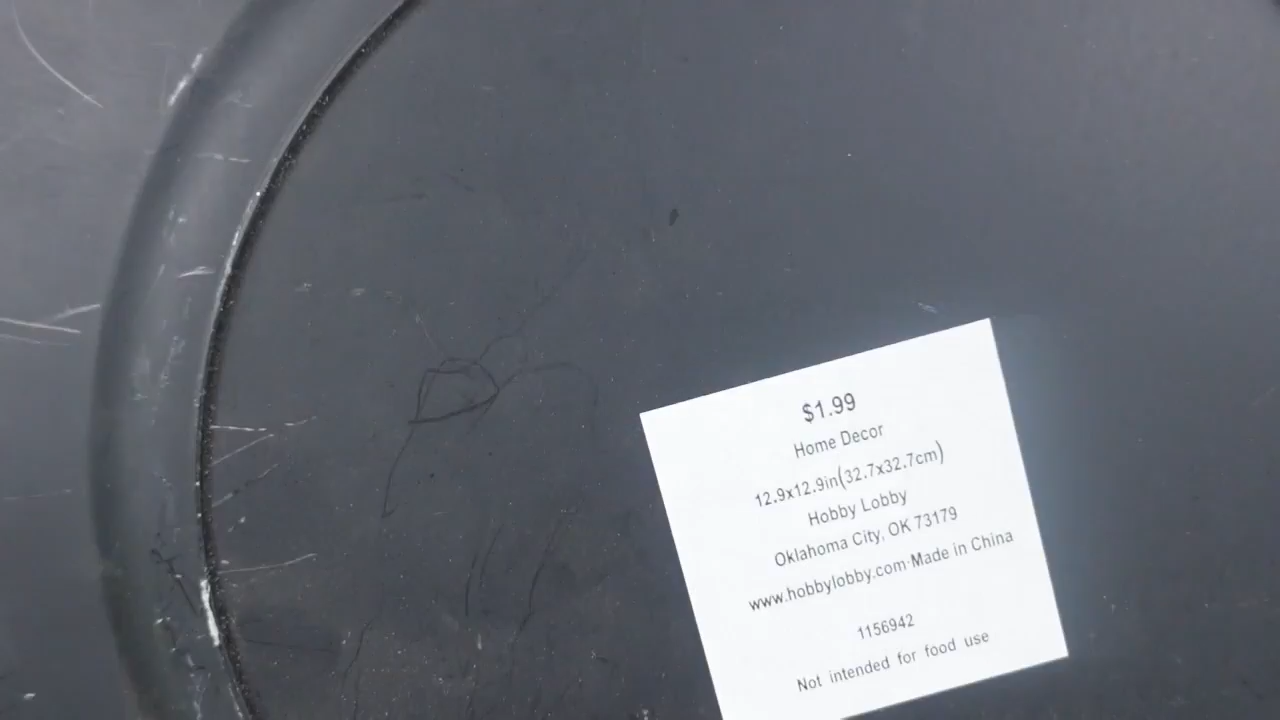 $1.99
Home Decor
12.9x12.9in(32.7x32.7cm)
Hobby Lobby
Oklahoma City, OK 73179
www.hobbylobby.com·Made in China
1156942
Not intended for food use